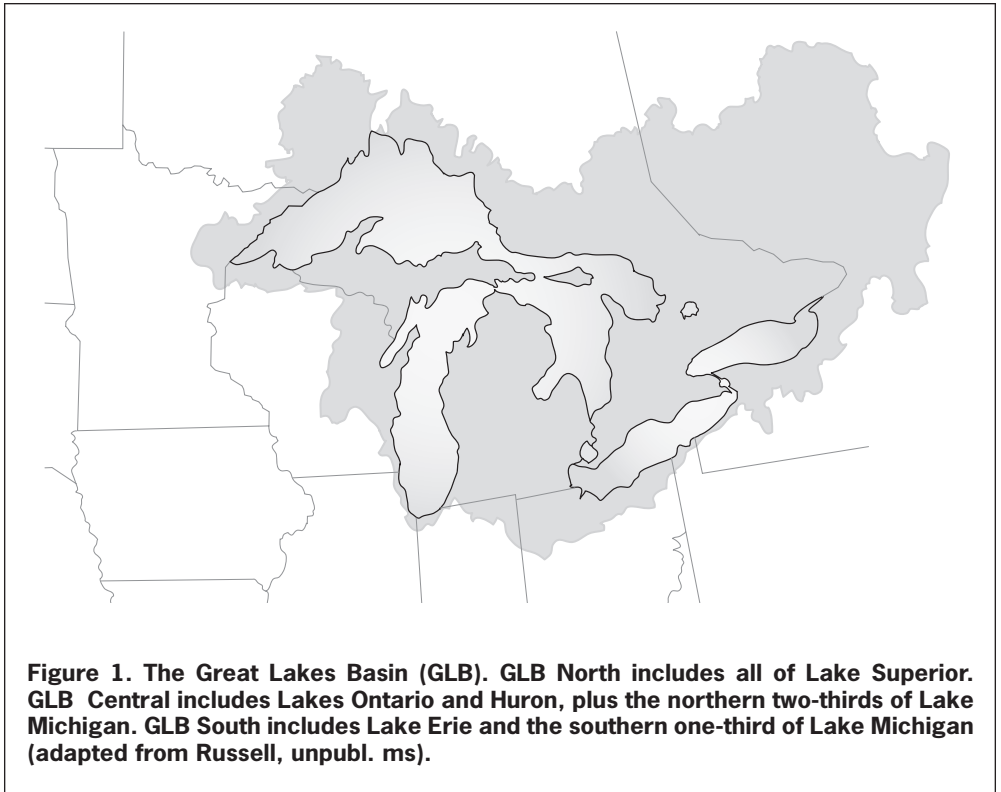 Figure 1. The Great Lakes Basin (GLB). GLB North includes all of Lake Superior.
GLB Central includes Lakes Ontario and Huron, plus the northern two-thirds of Lake
Michigan. GLB South includes Lake Erie and the southern one-third of Lake Michigan
(adapted from Russell, unpubl. ms).